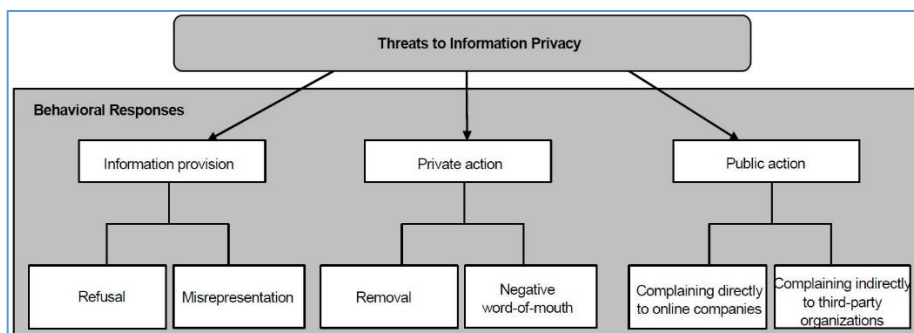 Threats to Information Privacy
Behavioral Responses
Information provision
Private action
Public action
Refusal
Misrepresentation
Removal
Negative
word-of-mouth
Complaining directly
to online companies
Complaining indirectly
to third-party
organizations